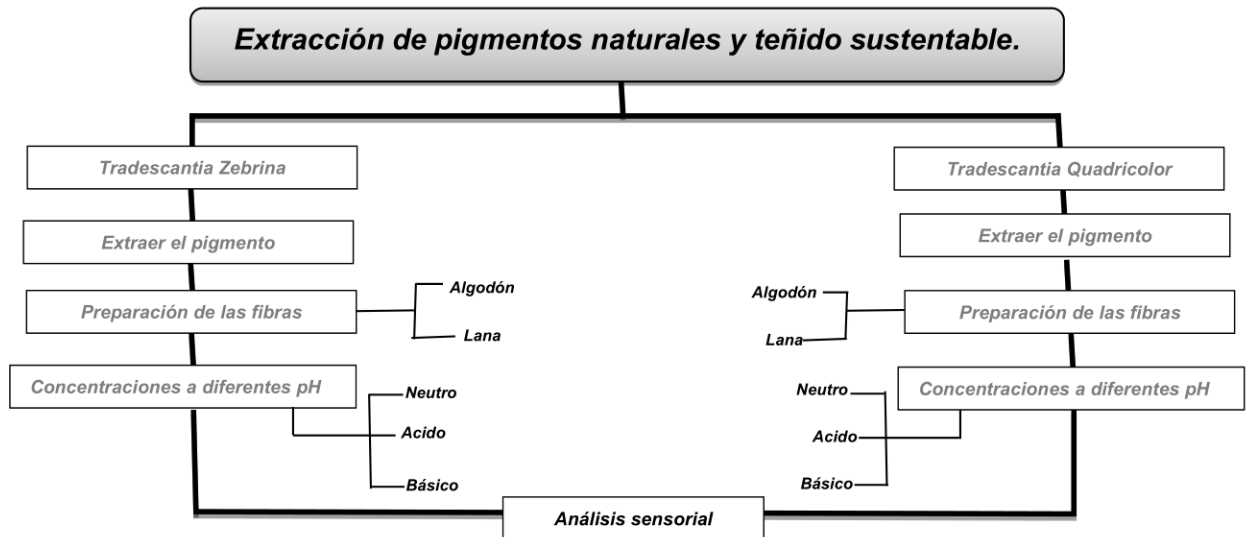 Extracción de pigmentos naturales y teñido sustentable.
Tradescantia Zebrina
Extraer el pigmento
Preparación de las fibras
Algodón
Lana
Concentraciones a diferentes pH
Neutro
Acido
Básico
Tradescantia Quadricolor
Extraer el pigmento
Preparación de las fibras
Algodón
Lana
Concentraciones a diferentes pH
Neutro
Acido
Básico
Análisis sensorial